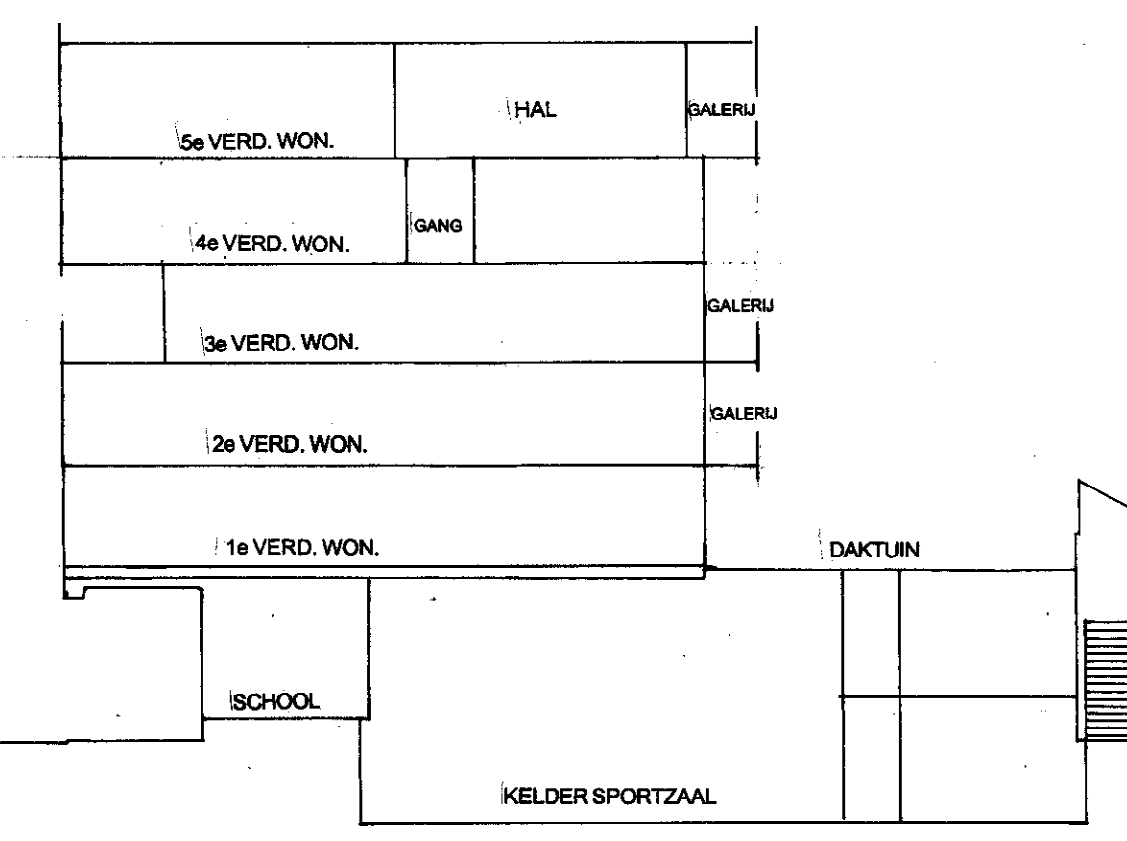 HAL
GALERIJ
5e VERD. WON.
GANG
4e VERD. WON.
GALERIJ
3e VERD. WON.
GALERIJ
2e VERD. WON.
1e VERD. WON.
DAKTUIN
SCHOOL
KELDER SPORTZAAL